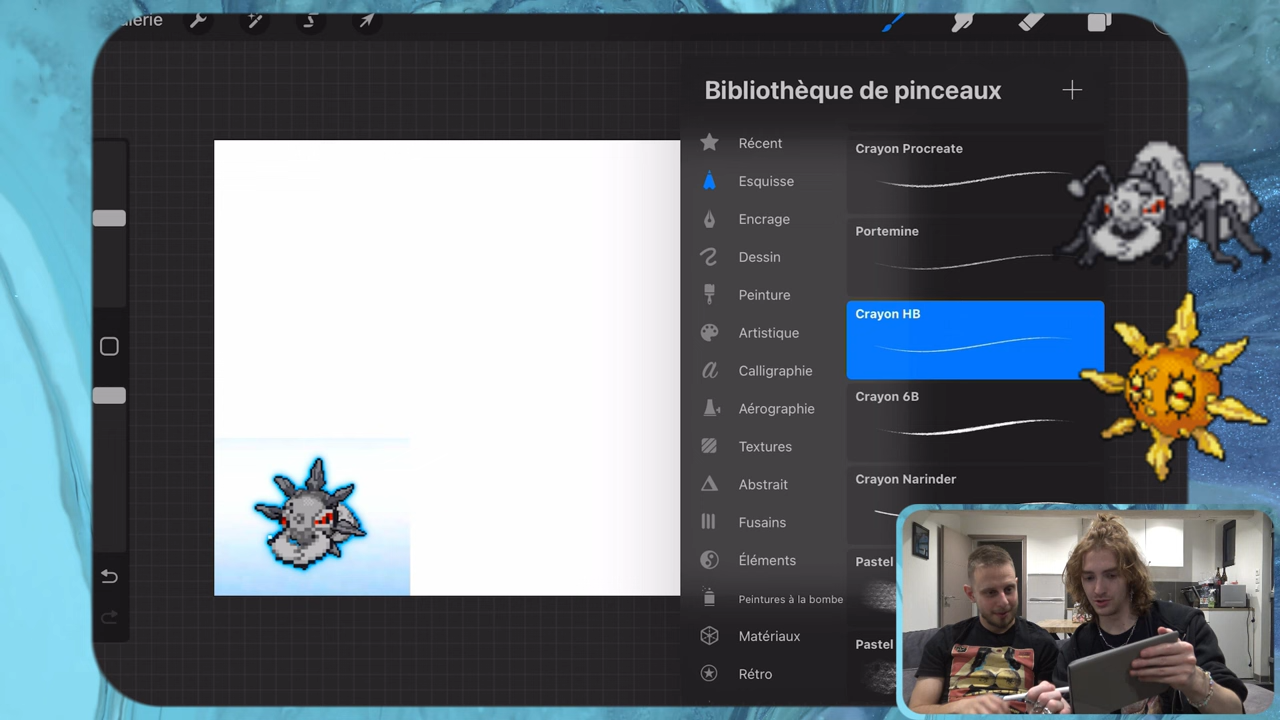 alerie
Bibliothèque de pinceaux
Récent
Esquisse
Encrage
Dessin
Peinture
Artistique
Calligraphie
Aérographie
Textures
Abstrait
Fusains
Éléments
Peintures à la bombe
Matériaux
Rétro
Crayon Procreate
Portemine
Crayon HB
Crayon 6B
Crayon Narinder
Pastel
Pastel